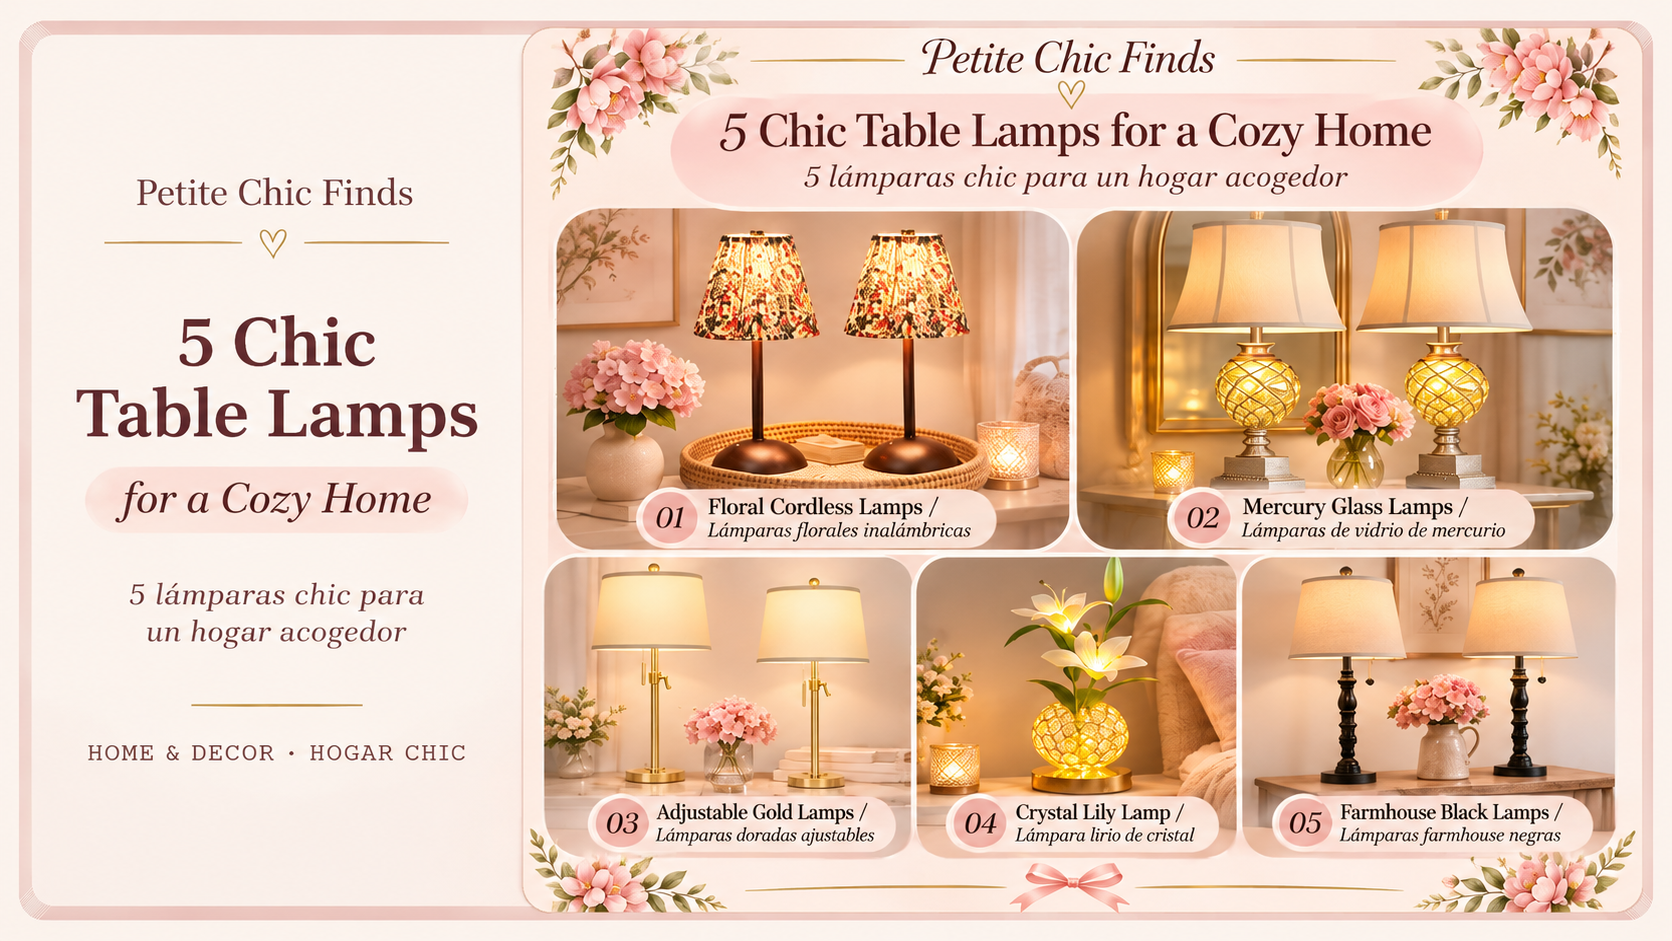 Petite Chic Finds
5 Chic
Table Lamps
for a Cozy Home
5 lámparas chic para
un hogar acogedor
HOME & DECOR • HOGAR CHIC
Petite Chic Finds
5 Chic Table Lamps for a Cozy Home
5 lámparas chic para un hogar acogedor
01
Floral Cordless Lamps /
Lámparas florales inalámbricas
02
Mercury Glass Lamps /
Lámparas de vidrio de mercurio
03
Adjustable Gold Lamps /
Lámparas doradas ajustables
04
Crystal Lily Lamp /
Lámpara lirio de cristal
05
Farmhouse Black Lamps /
Lámparas farmhouse negras